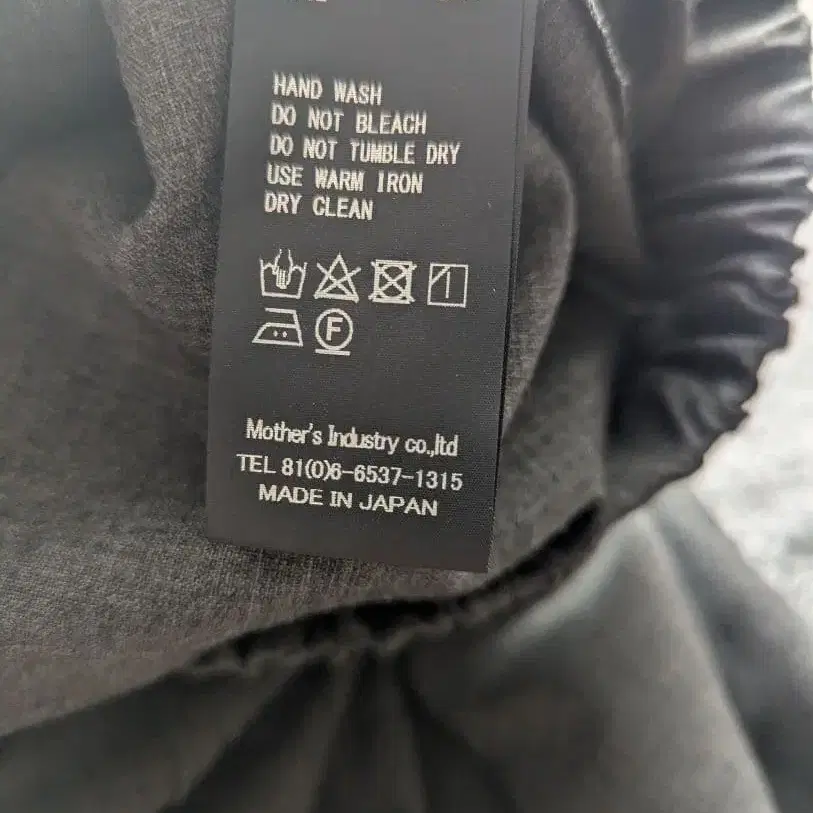 HAND WASH
DO NOT BLEACH
DO NOT TUMBLE DRY
USE WARM IRON
DRY CLEAN
F
Mother's Industry co.,ltd
TEL 81(0)6-6537-1315
MADE IN JAPAN